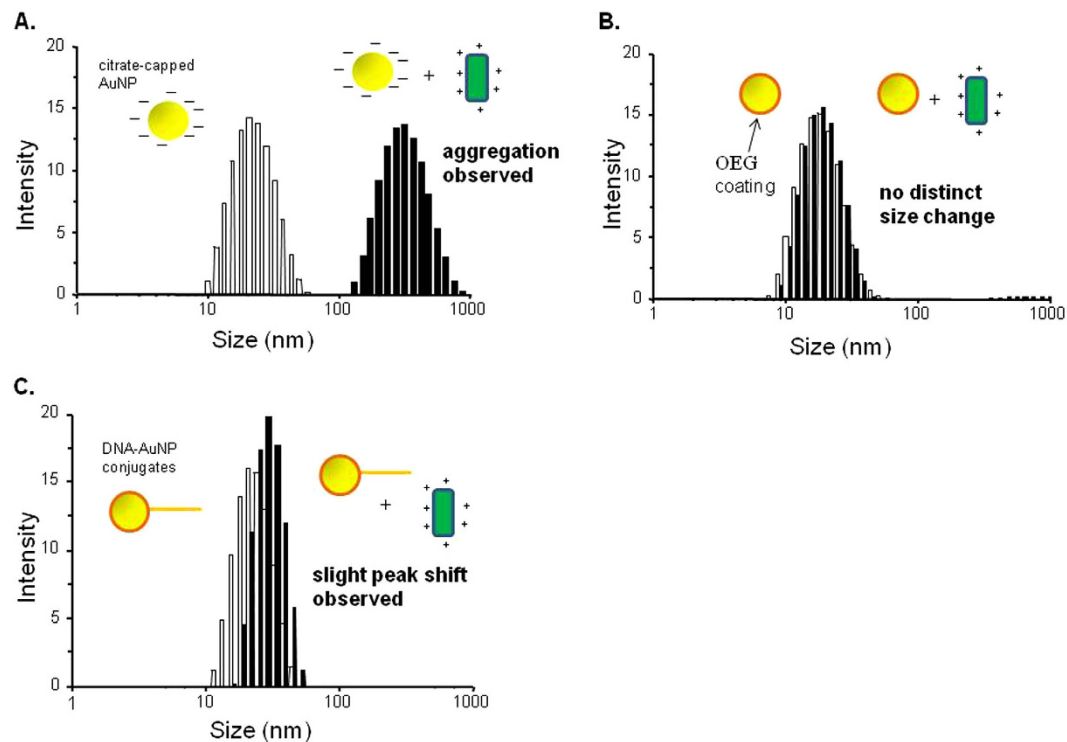 A.
20
15
10
5
0
Intensity
citrate-capped
AuNP
+
aggregation
observed
1
10
100
1000
Size (nm)
B.
20
15
10
5
0
Intensity
OEG
coating
+
no distinct
size change
1
10
100
1000
Size (nm)
C.
20
15
10
5
0
Intensity
DNA-AuNP
conjugates
+
slight peak shift
observed
1
10
100
1000
Size (nm)